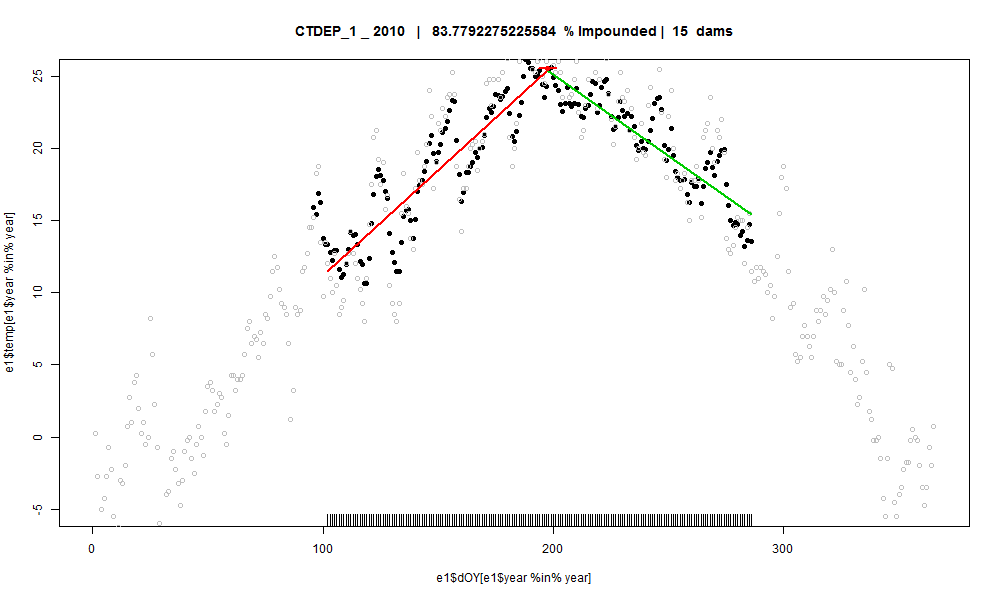 CTDEP_1 _ 2010 | 83.7792275225584 % Impounded | 15 dams
e1$temp[e1$year %in% year]
25
20
15
10
5
0
-5
0 100 200 300
e1$dOY[e1$year %in% year]